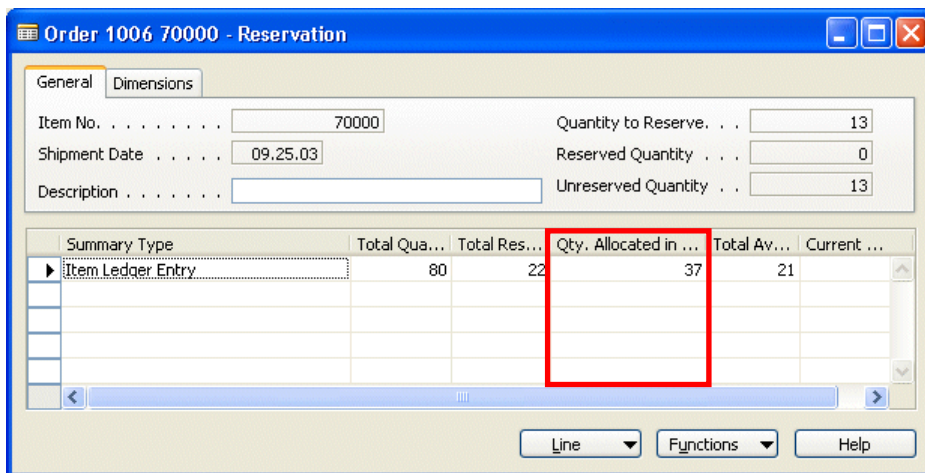 Order 1006 70000 - Reservation
General Dimensions
Item No. . . . . . . . . . 70000 Quantity to Reserve. . . 13
Shipment Date . . . . . 09.25.03 Reserved Quantity . . . 0
Description . . . . . . . Unreserved Quantity . . 13
Summary Type Total Qua... Total Res... Qty. Allocated in ... Total Av... Current ...
Item Ledger Entry 80 22 37 21
Line Functions Help